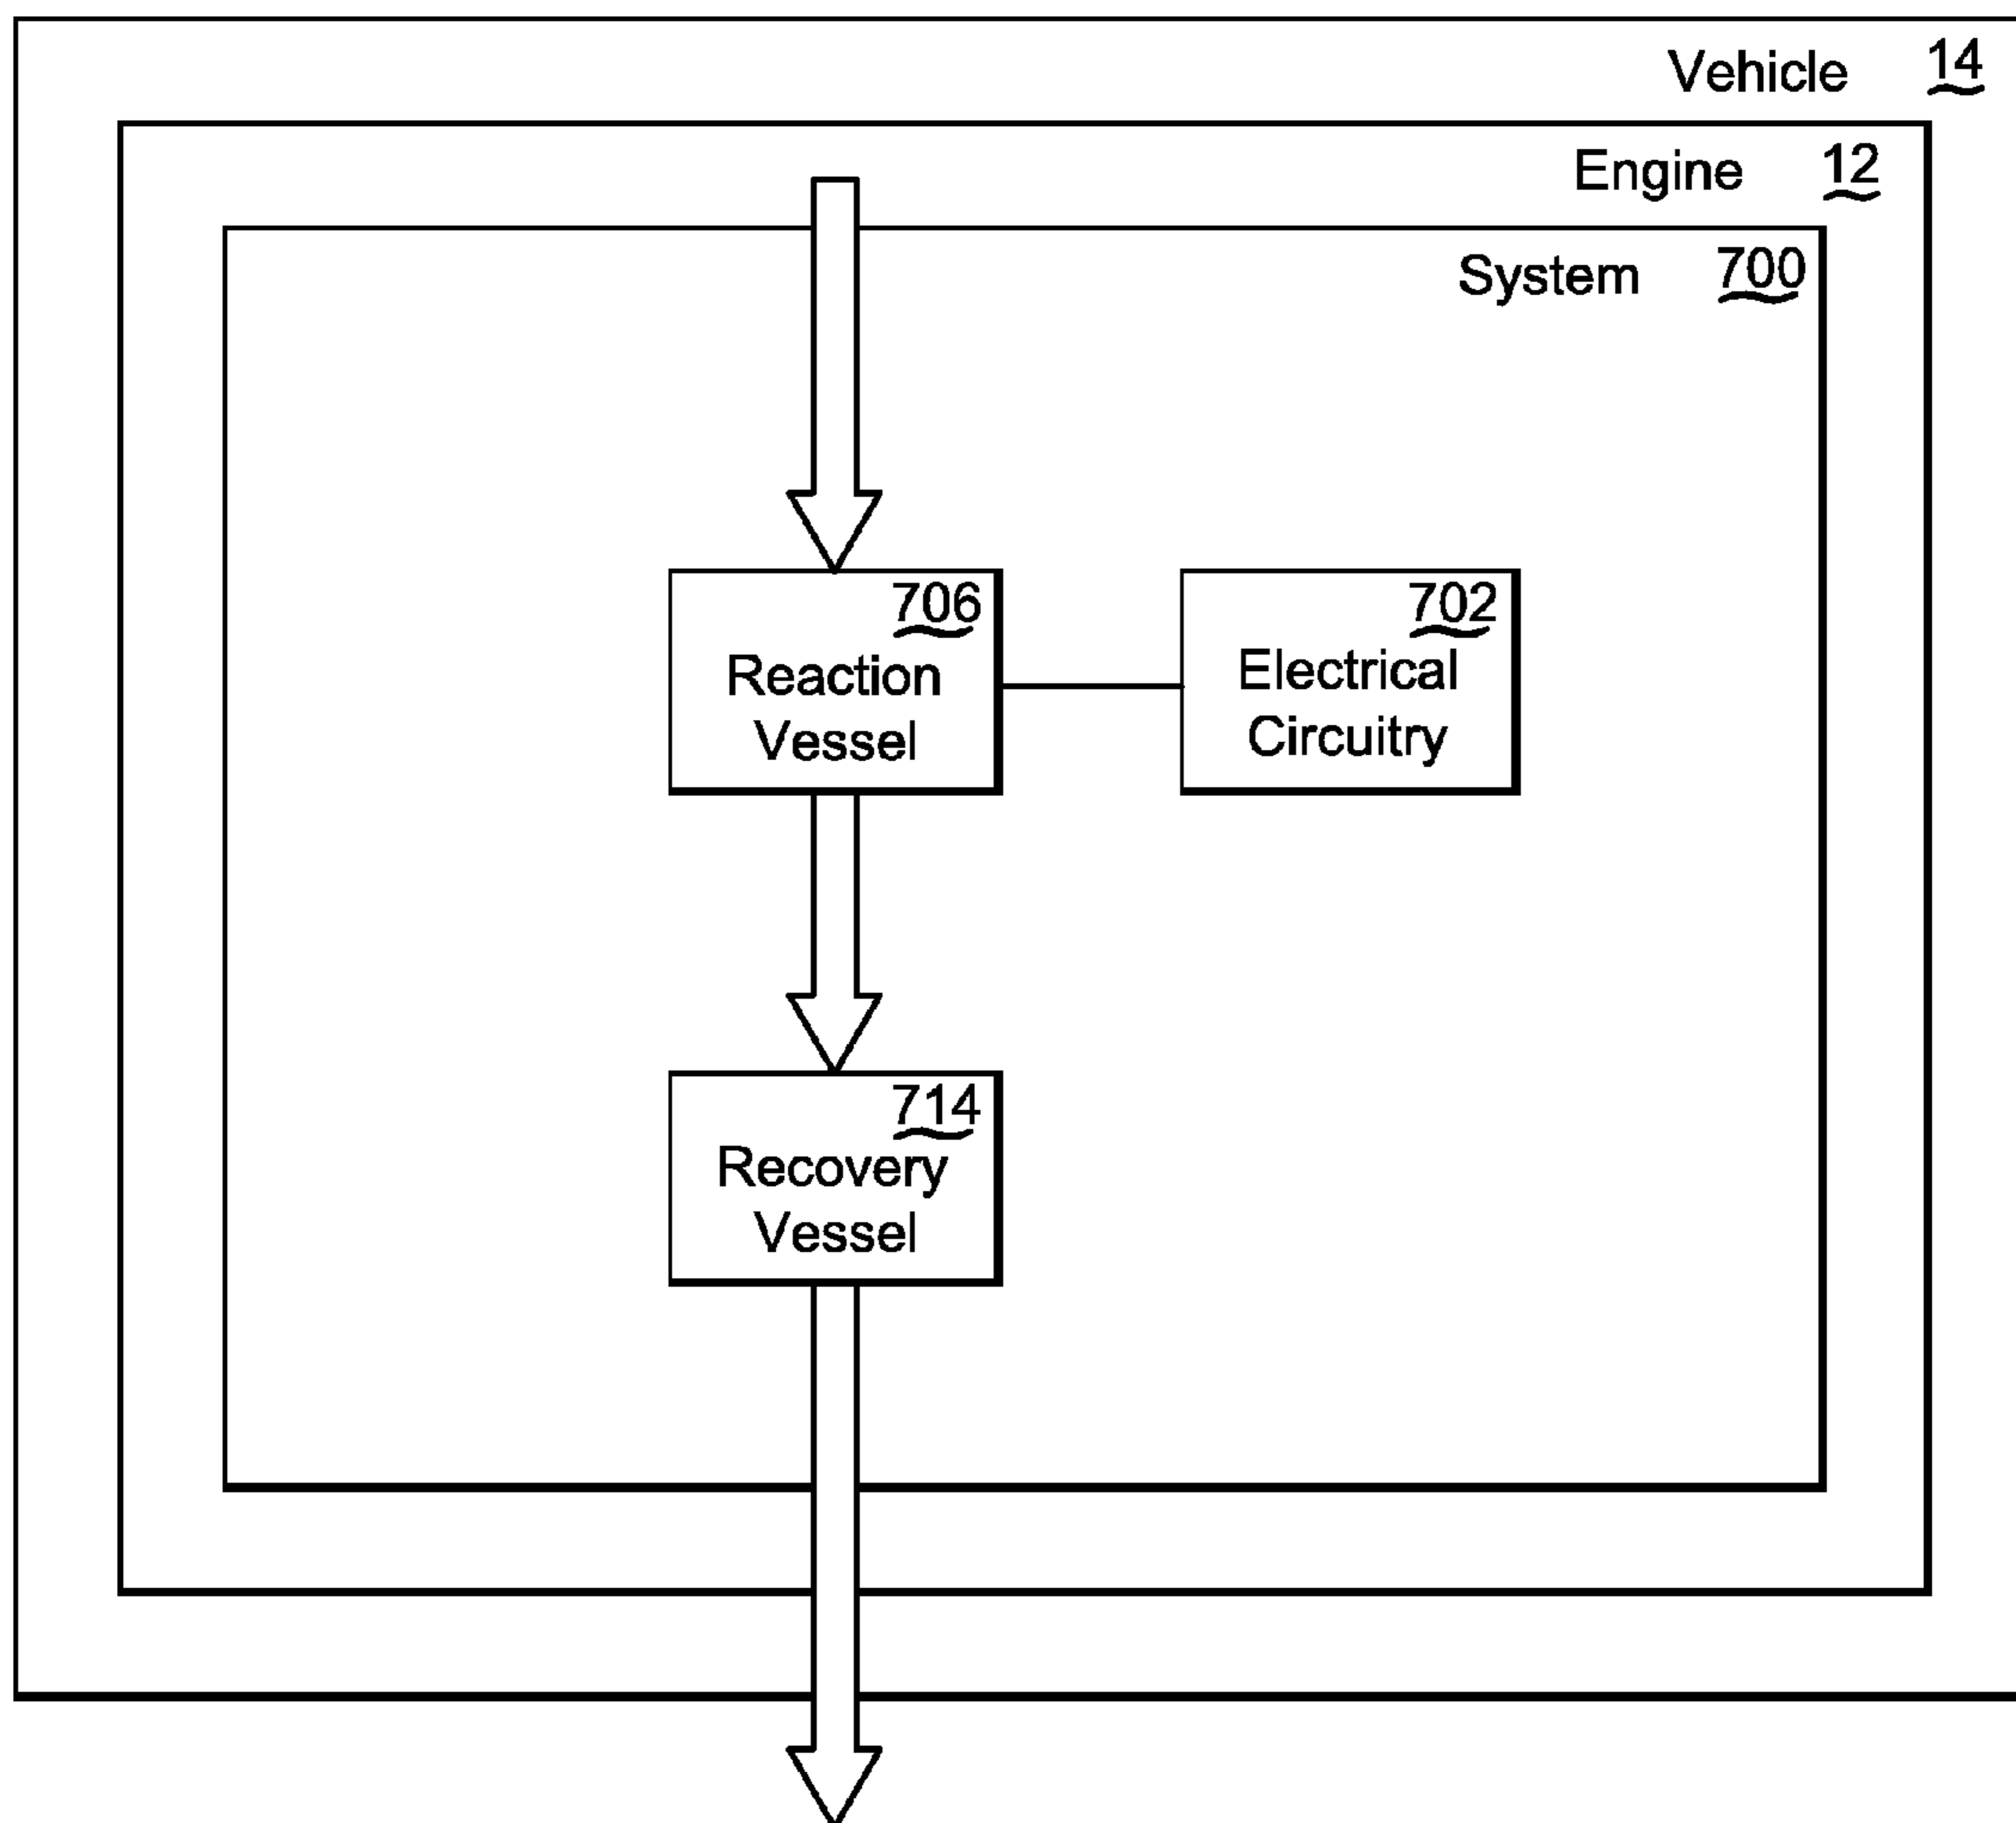 Vehicle 14
Engine 12
System 700
706
Reaction
Vessel
702
Electrical
Circuitry
714
Recovery
Vessel